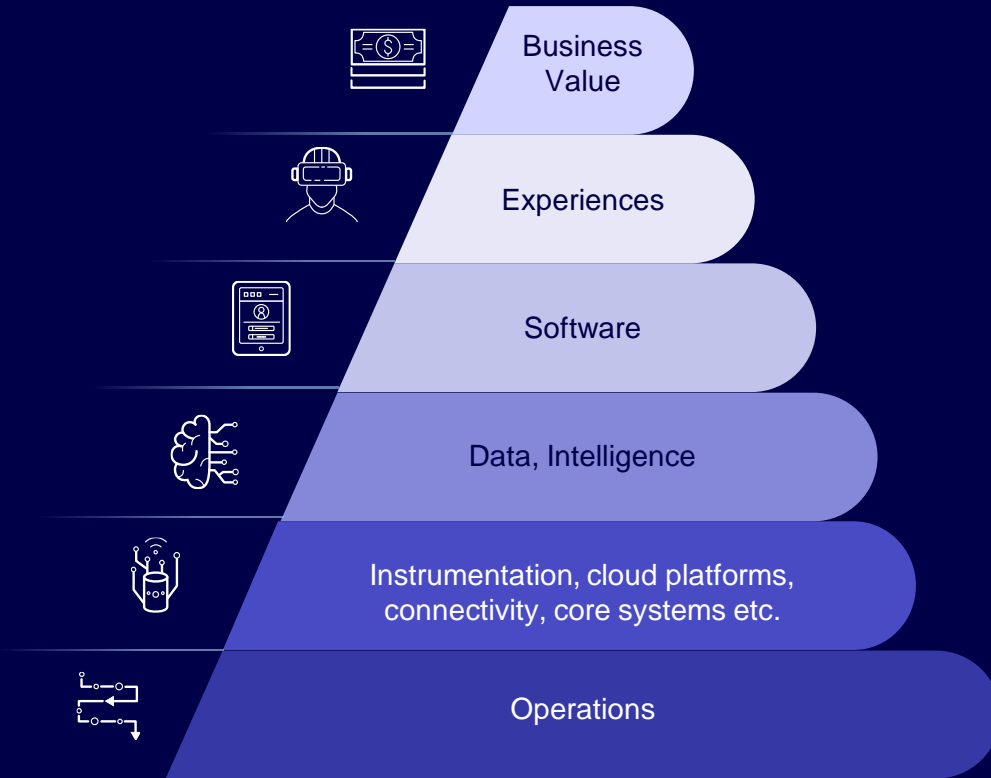 Business
Value
Experiences
Software
Data, Intelligence
Instrumentation, cloud platforms,
connectivity, core systems etc.
Operations